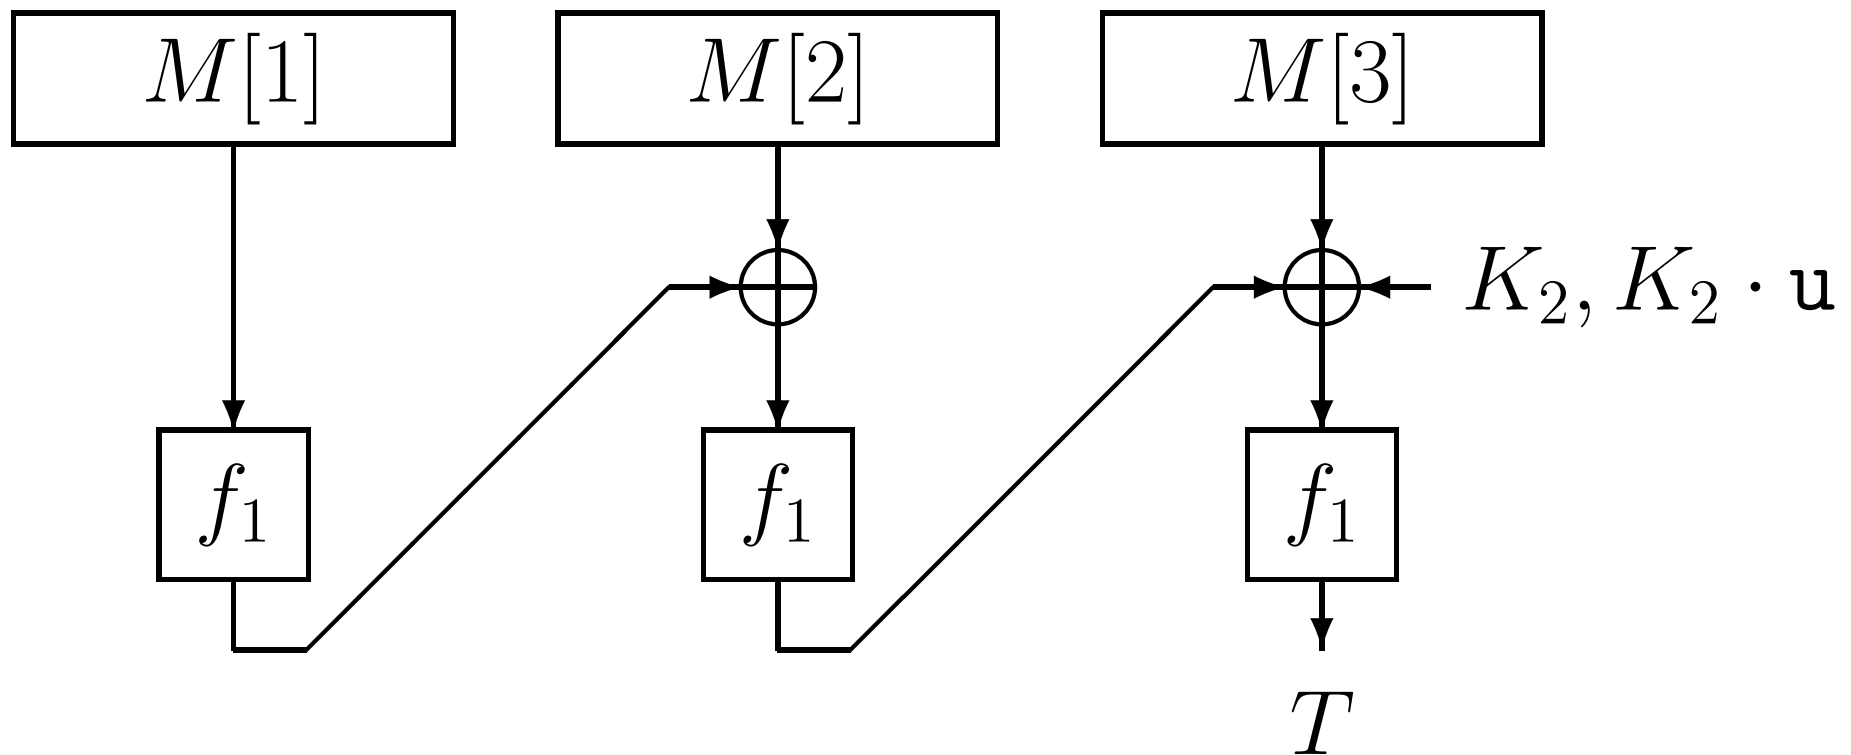 M[1] M[2] M[3]
K₂, K₂ · u
f₁ f₁ f₁
T